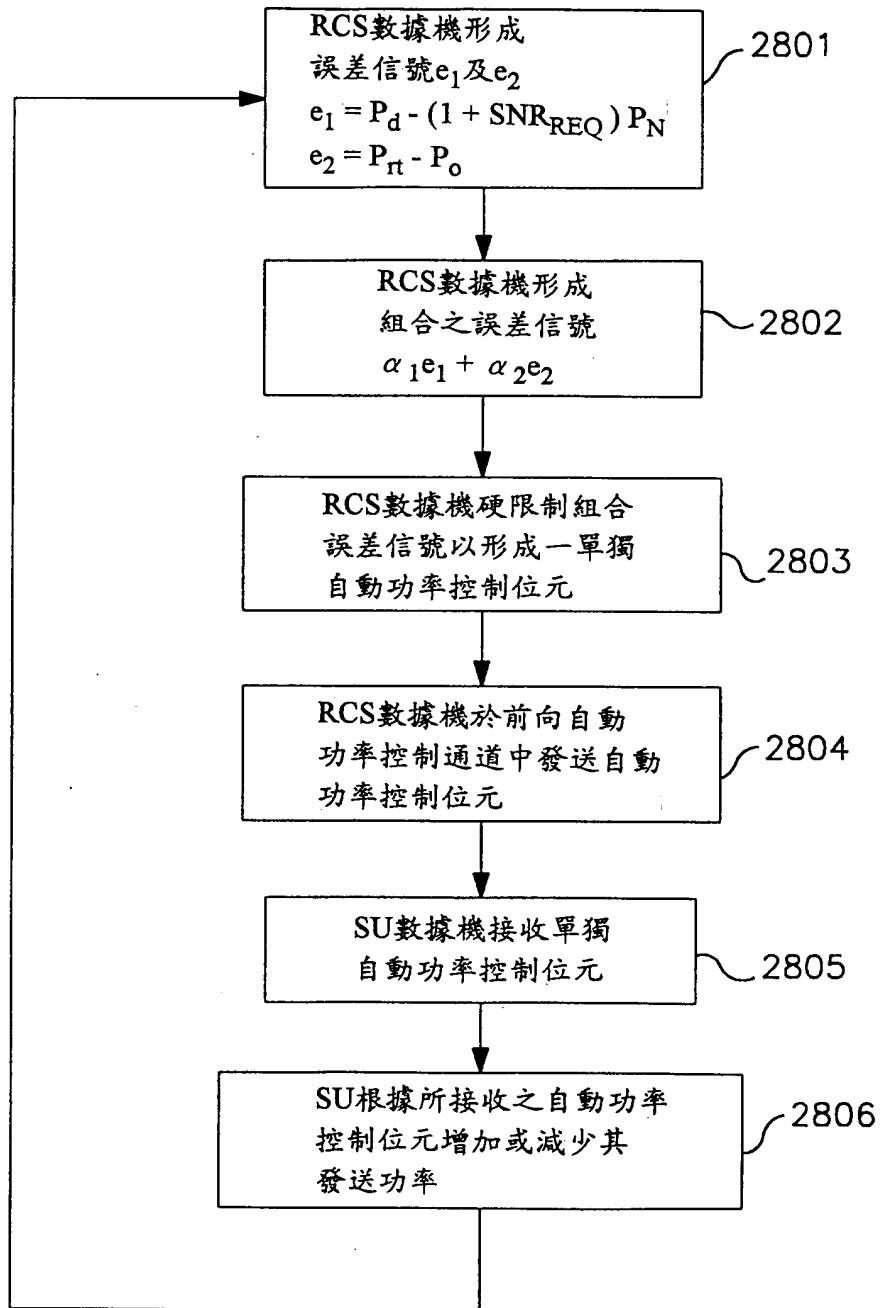 RCS數據機形成
誤差信號e₁及e₂
e₁ = P_d - (1 + SNR_REQ) P_N
e₂ = P_rt - P_o
2801
RCS數據機形成
組合之誤差信號
α₁e₁ + α₂e₂
2802
RCS數據機硬限制組合
誤差信號以形成一單獨
自動功率控制位元
2803
RCS數據機於前向自動
功率控制通道中發送自動
功率控制位元
2804
SU數據機接收單獨
自動功率控制位元
2805
SU根據所接收之自動功率
控制位元增加或減少其
發送功率
2806